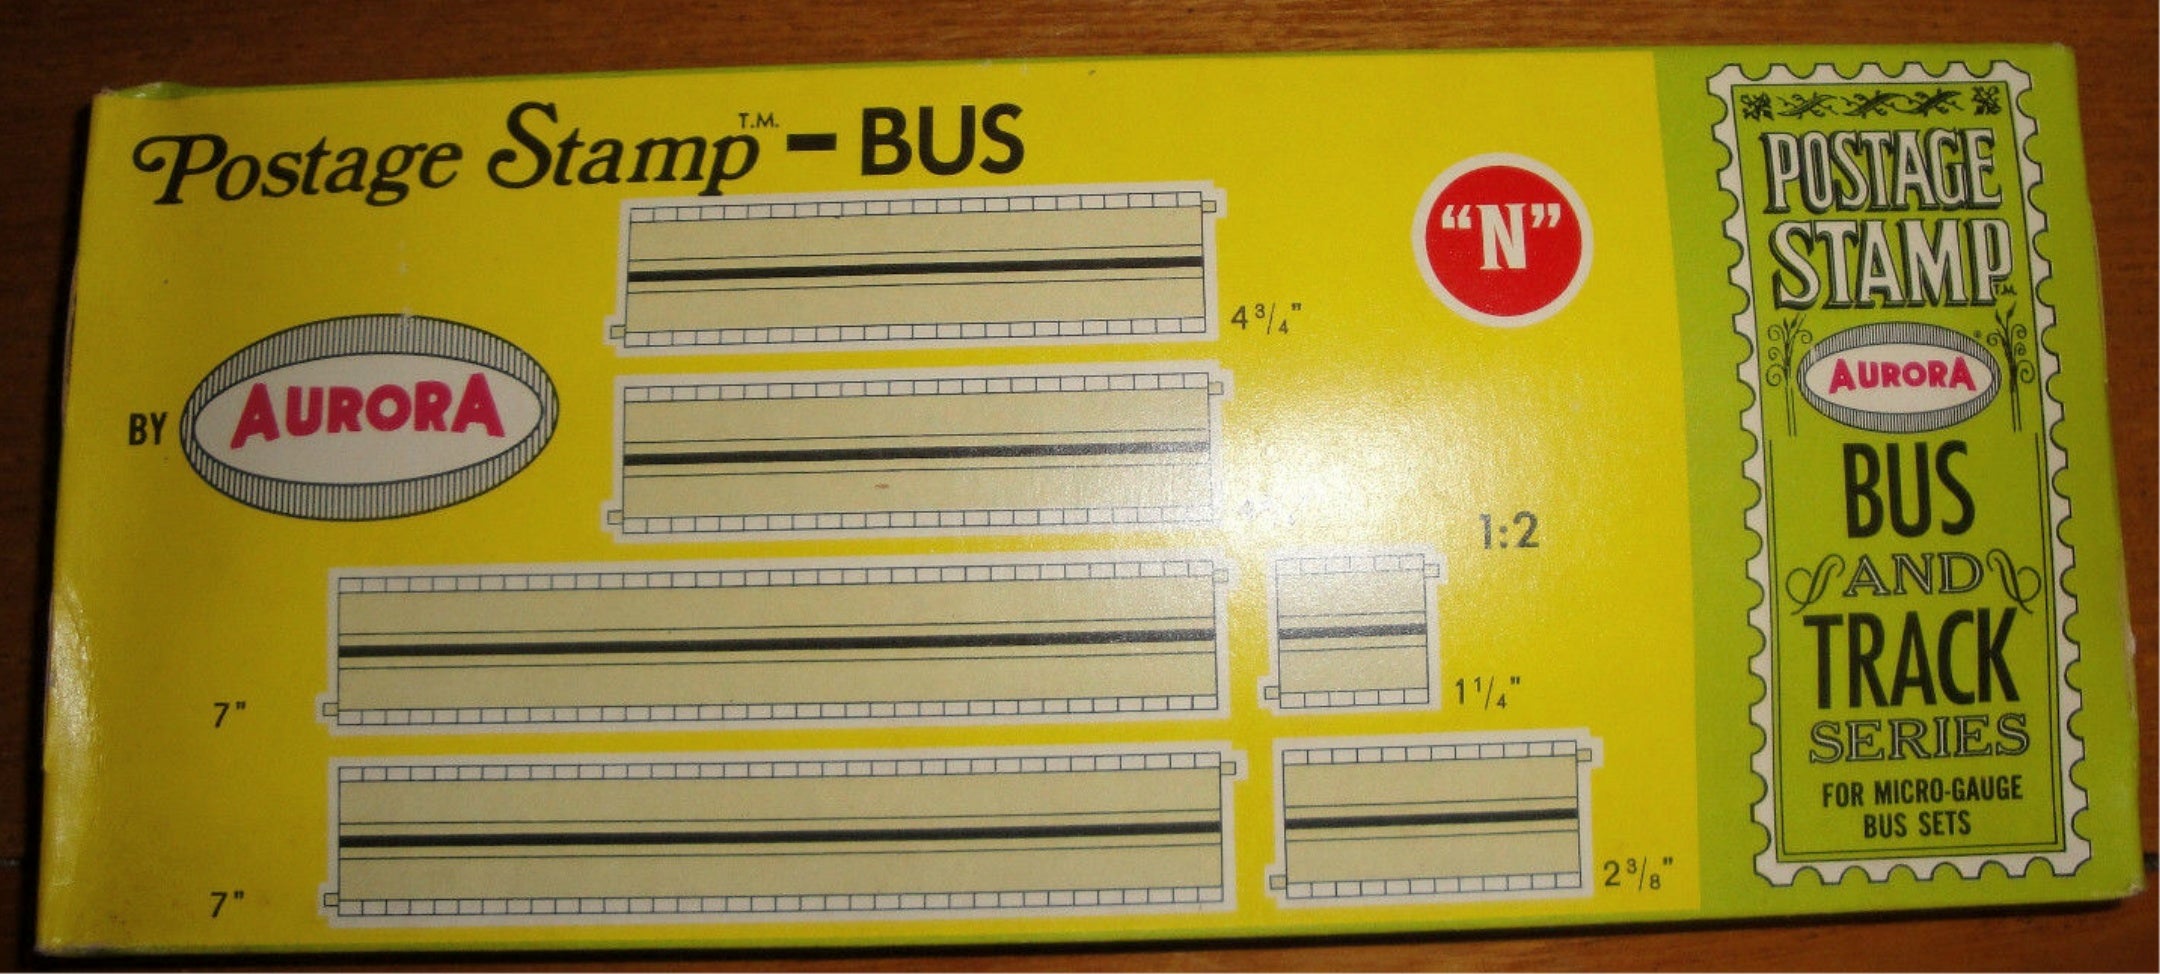 Postage Stamp T.M. - BUS
"N"
BY AURORA
4 3/4"
1:2
7"
1 1/4"
7"
2 3/8"
POSTAGE
STAMP T.M.
AURORA ®
BUS
AND
TRACK
SERIES
FOR MICRO-GAUGE
BUS SETS